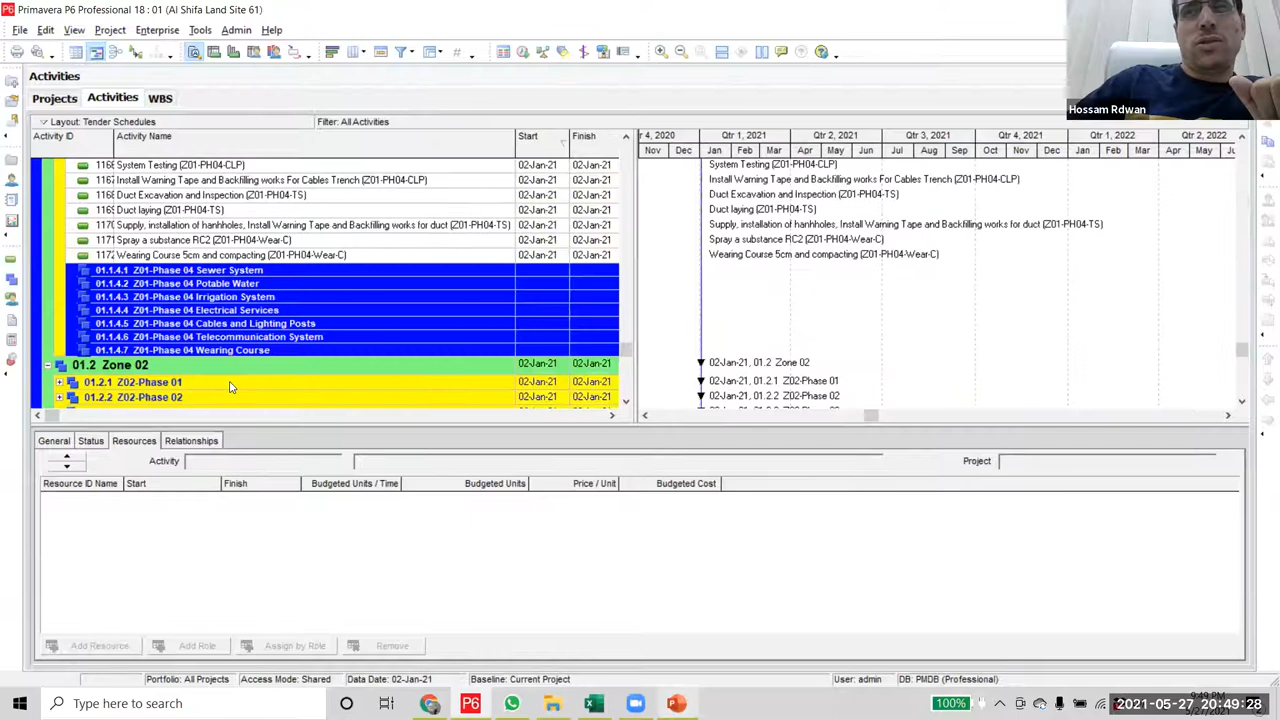 Primavera P6 Professional 18 : 01 (Al Shifa Land Site 61)
File Edit View Project Enterprise Tools Admin Help
Hossam Rdwan
Activities
Projects Activities WBS
Layout: Tender Schedules Filter: All Activities
Activity ID Activity Name Start Finish
Qtr 1, 2021 Qtr 2, 2021 Qtr 3, 2021 Qtr 4, 2021 Qtr 1, 2022 Qtr 2, 2022
Nov Dec Jan Feb Mar Apr May Jun Jul Aug Sep Oct Nov Dec Jan Feb Mar Apr May
System Testing (Z01-PH04-CLP) 02-Jan-21 02-Jan-21 System Testing (Z01-PH04-CLP)
Install Warning Tape and Backfilling works For Cables Trench (Z01-PH04-CLP) 02-Jan-21 02-Jan-21 Install Warning Tape and Backfilling works For Cables Trench (Z01-PH04-CLP)
Duct Excavation and Inspection (Z01-PH04-TS) 02-Jan-21 02-Jan-21 Duct Excavation and Inspection (Z01-PH04-TS)
Duct laying (Z01-PH04-TS) 02-Jan-21 02-Jan-21 Duct laying (Z01-PH04-TS)
Supply, installation of hanhholes, Install Warning Tape and Backfilling works for duct (Z01-PH04-TS) 02-Jan-21 02-Jan-21 Supply, installation of hanhholes, Install Warning Tape and Backfilling works for duct (Z01-PH04-TS)
Spray a substance RC2 (Z01-PH04-Wear-C) 02-Jan-21 02-Jan-21 Spray a substance RC2 (Z01-PH04-Wear-C)
Wearing Course 5cm and compacting (Z01-PH04-Wear-C) 02-Jan-21 02-Jan-21 Wearing Course 5cm and compacting (Z01-PH04-Wear-C)
01.1.4.1 Z01-Phase 04 Sewer System
01.1.4.2 Z01-Phase 04 Potable Water
01.1.4.3 Z01-Phase 04 Irrigation System
01.1.4.4 Z01-Phase 04 Electrical Services
01.1.4.5 Z01-Phase 04 Cables and Lighting Posts
01.1.4.6 Z01-Phase 04 Telecommunication System
01.1.4.7 Z01-Phase 04 Wearing Course
01.2 Zone 02 02-Jan-21 02-Jan-21 02-Jan-21, 01.2 Zone 02
01.2.1 Z02-Phase 01 02-Jan-21 02-Jan-21 02-Jan-21, 01.2.1 Z02-Phase 01
01.2.2 Z02-Phase 02 02-Jan-21 02-Jan-21 02-Jan-21, 01.2.2 Z02-Phase 02
General Status Resources Relationships
Activity Project
Resource ID Name Start Finish Budgeted Units / Time Budgeted Units Price / Unit Budgeted Cost
Add Resource Add Role Assign by Role Remove
Portfolio: All Projects Access Mode: Shared Data Date: 02-Jan-21 Baseline: Current Project User: admin DB: PMDB (Professional)
Type here to search 100% 2021-05-27 20:49:28